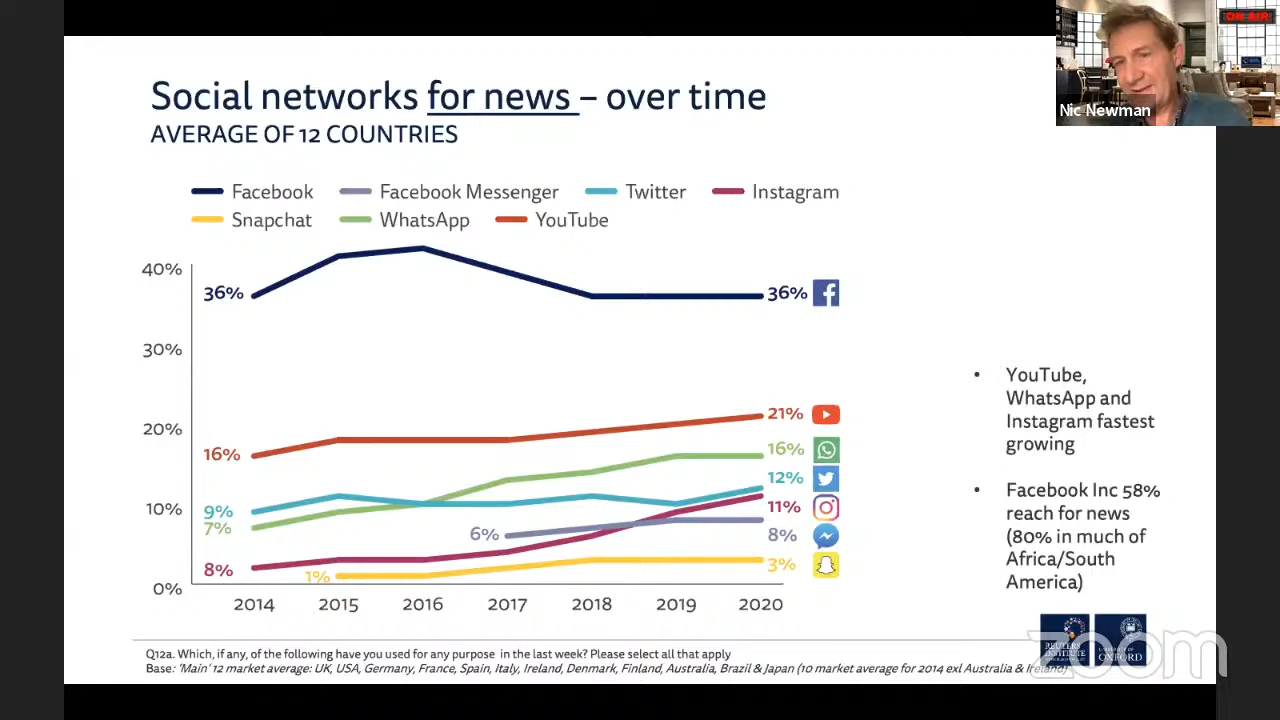 ON AIR
Nic Newman
Social networks for news – over time
AVERAGE OF 12 COUNTRIES
Facebook Facebook Messenger Twitter Instagram
Snapchat WhatsApp YouTube
40%
30%
20%
10%
0%
36%
16%
9%
7%
8%
1%
6%
36%
21%
16%
12%
11%
8%
3%
2014 2015 2016 2017 2018 2019 2020
• YouTube,
WhatsApp and
Instagram fastest
growing
• Facebook Inc 58%
reach for news
(80% in much of
Africa/South
America)
Q12a. Which, if any, of the following have you used for any purpose in the last week? Please select all that apply
Base: ‘Main’ 12 market average: UK, USA, Germany, France, Spain, Italy, Ireland, Denmark, Finland, Australia, Brazil & Japan (10 market average for 2014 exl Australia & Ireland)
REUTERS
INSTITUTE
OXFORD
zoom